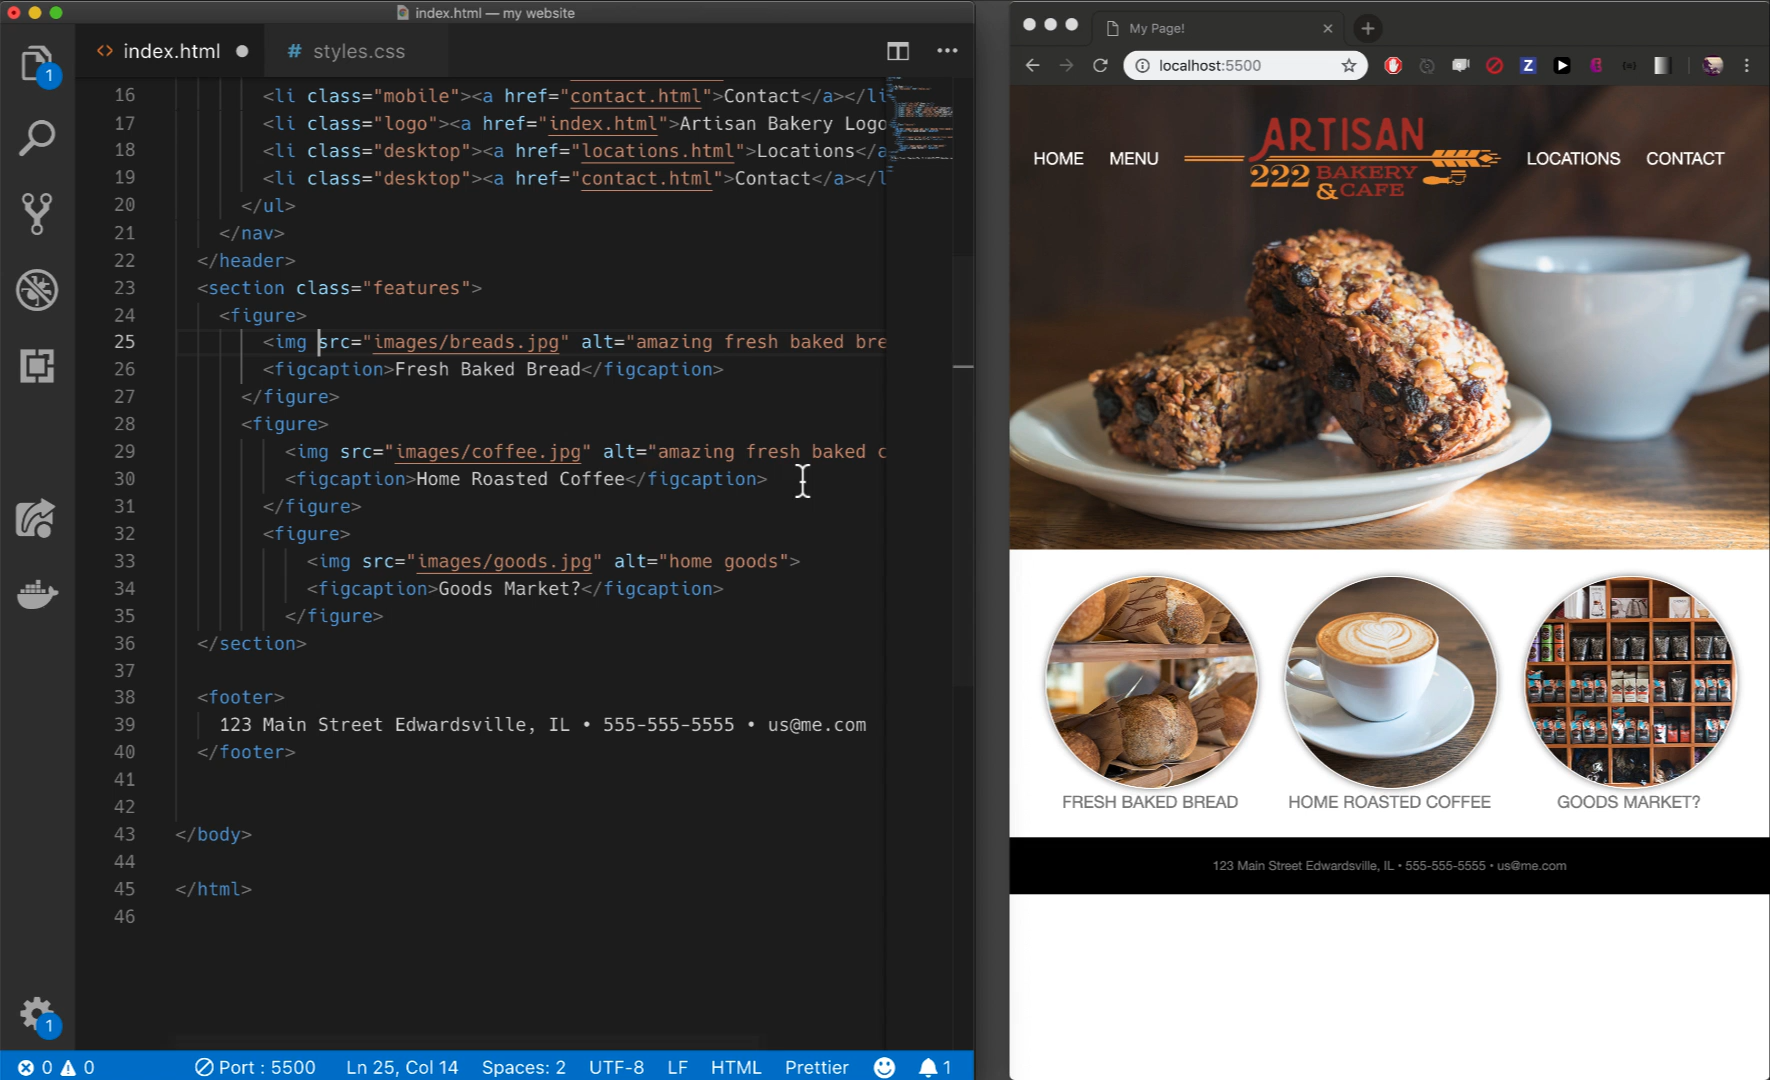 index.html — my website
index.html
# styles.css
1
16 <li class="mobile"><a href="contact.html">Contact</a></li
17 <li class="logo"><a href="index.html">Artisan Bakery Logo
18 <li class="desktop"><a href="locations.html">Locations</a
19 <li class="desktop"><a href="contact.html">Contact</a></l
20 </ul>
21 </nav>
22 </header>
23 <section class="features">
24 <figure>
25 <img src="images/breads.jpg" alt="amazing fresh baked bre
26 <figcaption>Fresh Baked Bread</figcaption>
27 </figure>
28 <figure>
29 <img src="images/coffee.jpg" alt="amazing fresh baked c
30 <figcaption>Home Roasted Coffee</figcaption>
31 </figure>
32 <figure>
33 <img src="images/goods.jpg" alt="home goods">
34 <figcaption>Goods Market?</figcaption>
35 </figure>
36 </section>
37
38 <footer>
39 123 Main Street Edwardsville, IL • 555-555-5555 • us@me.com
40 </footer>
41
42
43 </body>
44
45 </html>
46
1
0 0 Port : 5500 Ln 25, Col 14 Spaces: 2 UTF-8 LF HTML Prettier 1
My Page!
localhost:5500
Z
HOME MENU LOCATIONS CONTACT
ARTISAN
222 BAKERY
& CAFE
FRESH BAKED BREAD HOME ROASTED COFFEE GOODS MARKET?
123 Main Street Edwardsville, IL • 555-555-5555 • us@me.com